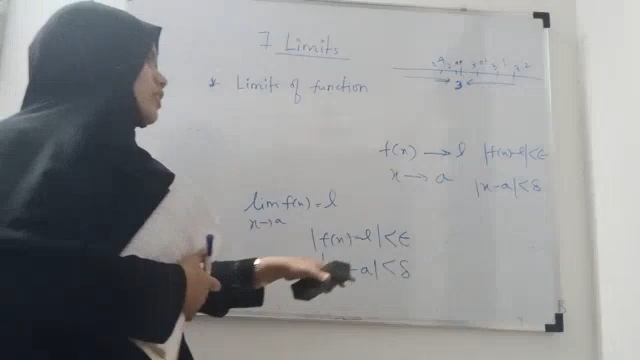 7 Limits
* Limits of function
3
f(x) → l |f(x)-l|<ϵ
x → a |x-a|<δ
lim f(x) = l
x→a
|f(x)-l|<ϵ
-a|<δ